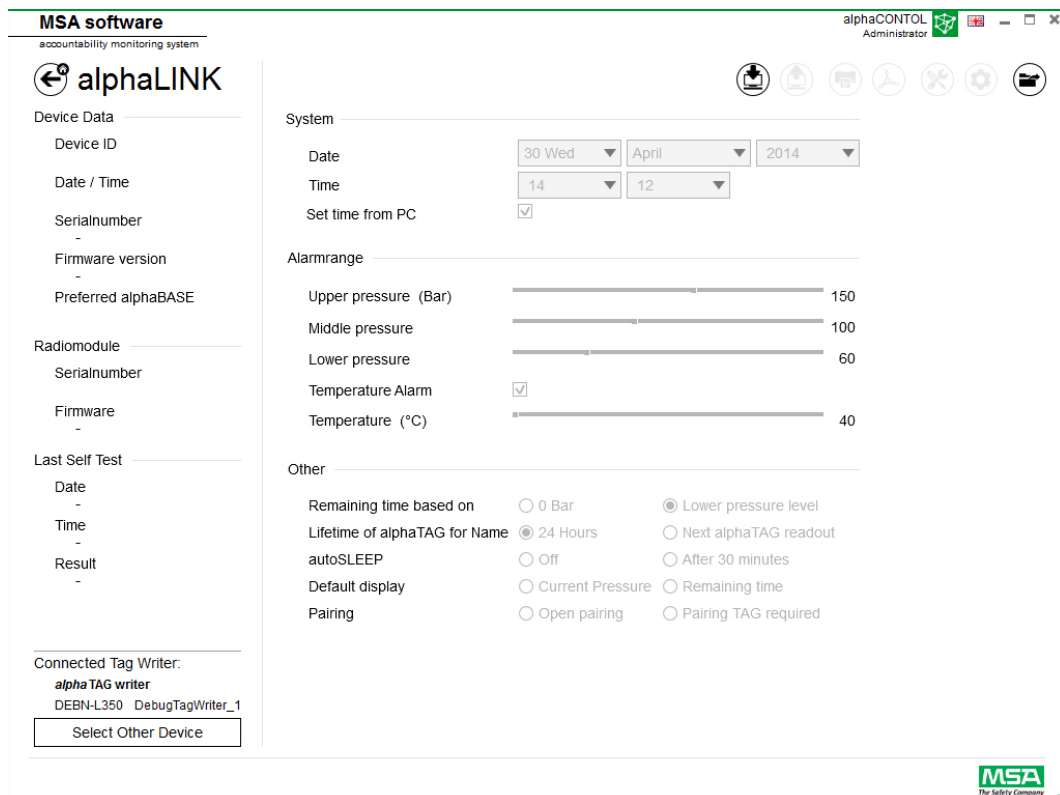 MSA software
accountability monitoring system
alphaCONTOL
Administrator
alphaLINK
Device Data
Device ID
Date / Time
Serialnumber
-
Firmware version
-
Preferred alphaBASE
Radiomodule
Serialnumber
Firmware
-
Last Self Test
Date
-
Time
-
Result
-
Connected Tag Writer:
alpha TAG writer
DEBN-L350 DebugTagWriter_1
Select Other Device
System
Date 30 Wed April 2014
Time 14 12
Set time from PC
Alarmrange
Upper pressure (Bar) 150
Middle pressure 100
Lower pressure 60
Temperature Alarm
Temperature (°C) 40
Other
Remaining time based on 0 Bar Lower pressure level
Lifetime of alphaTAG for Name 24 Hours Next alphaTAG readout
autoSLEEP Off After 30 minutes
Default display Current Pressure Remaining time
Pairing Open pairing Pairing TAG required
MSA
The Safety Company